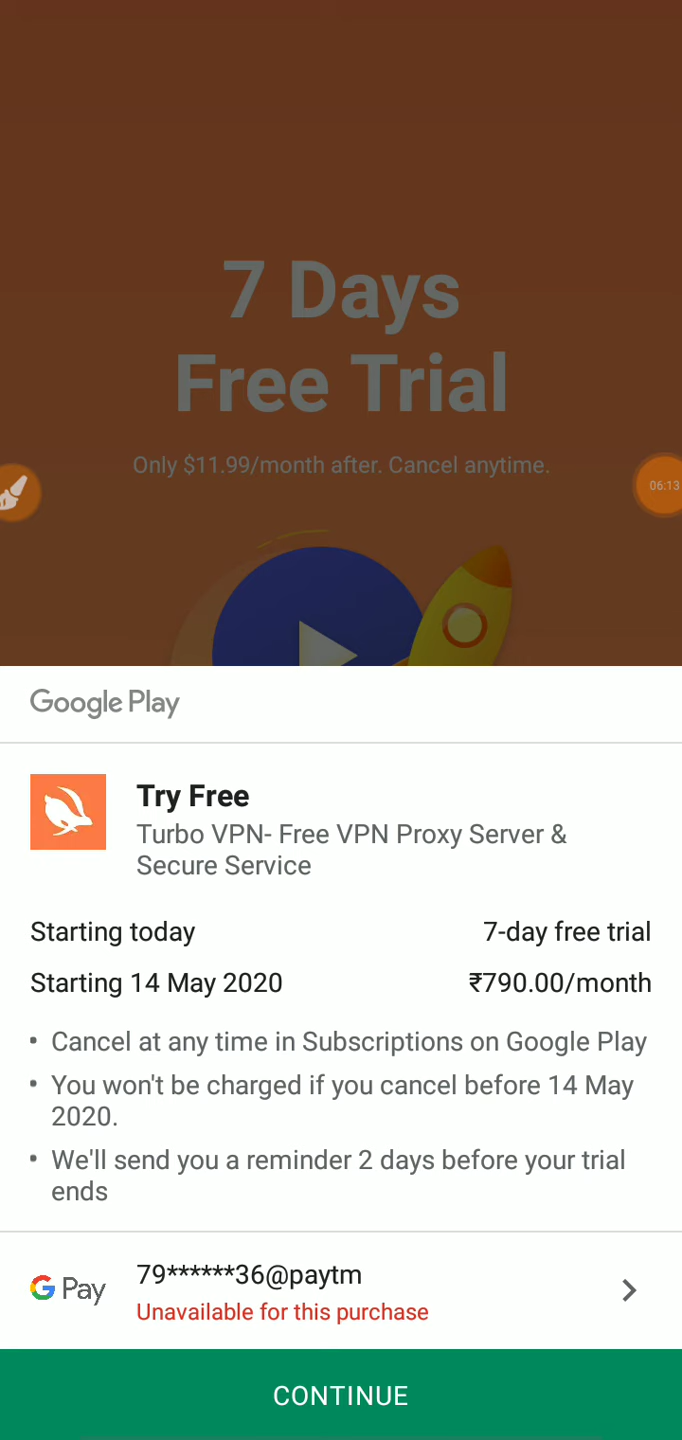 7 Days
Free Trial
Only $11.99/month after. Cancel anytime.
06:13
Google Play
Try Free
Turbo VPN- Free VPN Proxy Server &
Secure Service
Starting today 7-day free trial
Starting 14 May 2020 ₹790.00/month
• Cancel at any time in Subscriptions on Google Play
• You won't be charged if you cancel before 14 May
2020.
• We'll send you a reminder 2 days before your trial
ends
G Pay 79******36@paytm
Unavailable for this purchase
CONTINUE